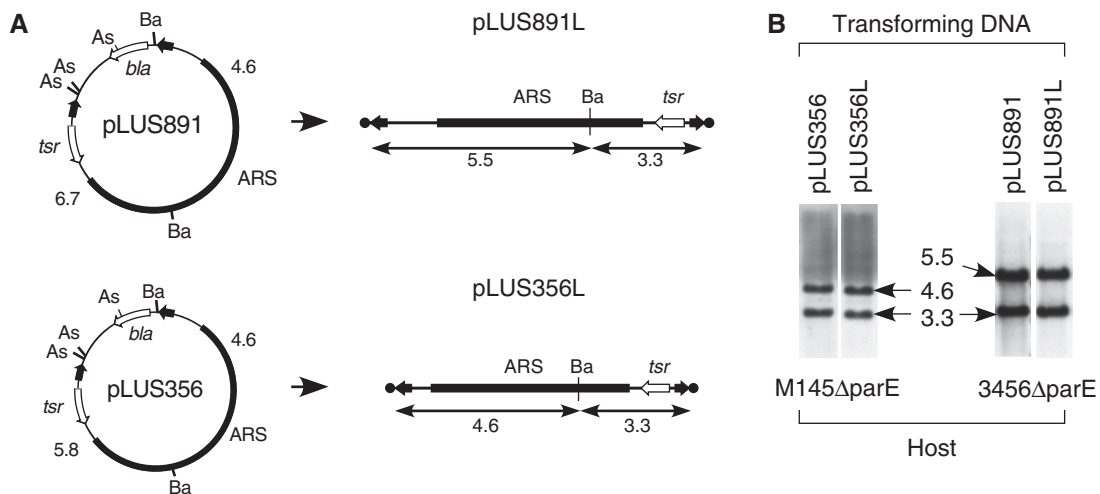 A
As
Ba
bla
4.6
As
As
pLUS891
tsr
6.7
ARS
Ba
pLUS891L
ARS
Ba
tsr
5.5
3.3
As
Ba
bla
4.6
As
As
pLUS356
tsr
5.8
ARS
Ba
pLUS356L
ARS
Ba
tsr
4.6
3.3
B
Transforming DNA
pLUS356
pLUS356L
pLUS891
pLUS891L
5.5
4.6
3.3
M145ΔparE
3456ΔparE
Host